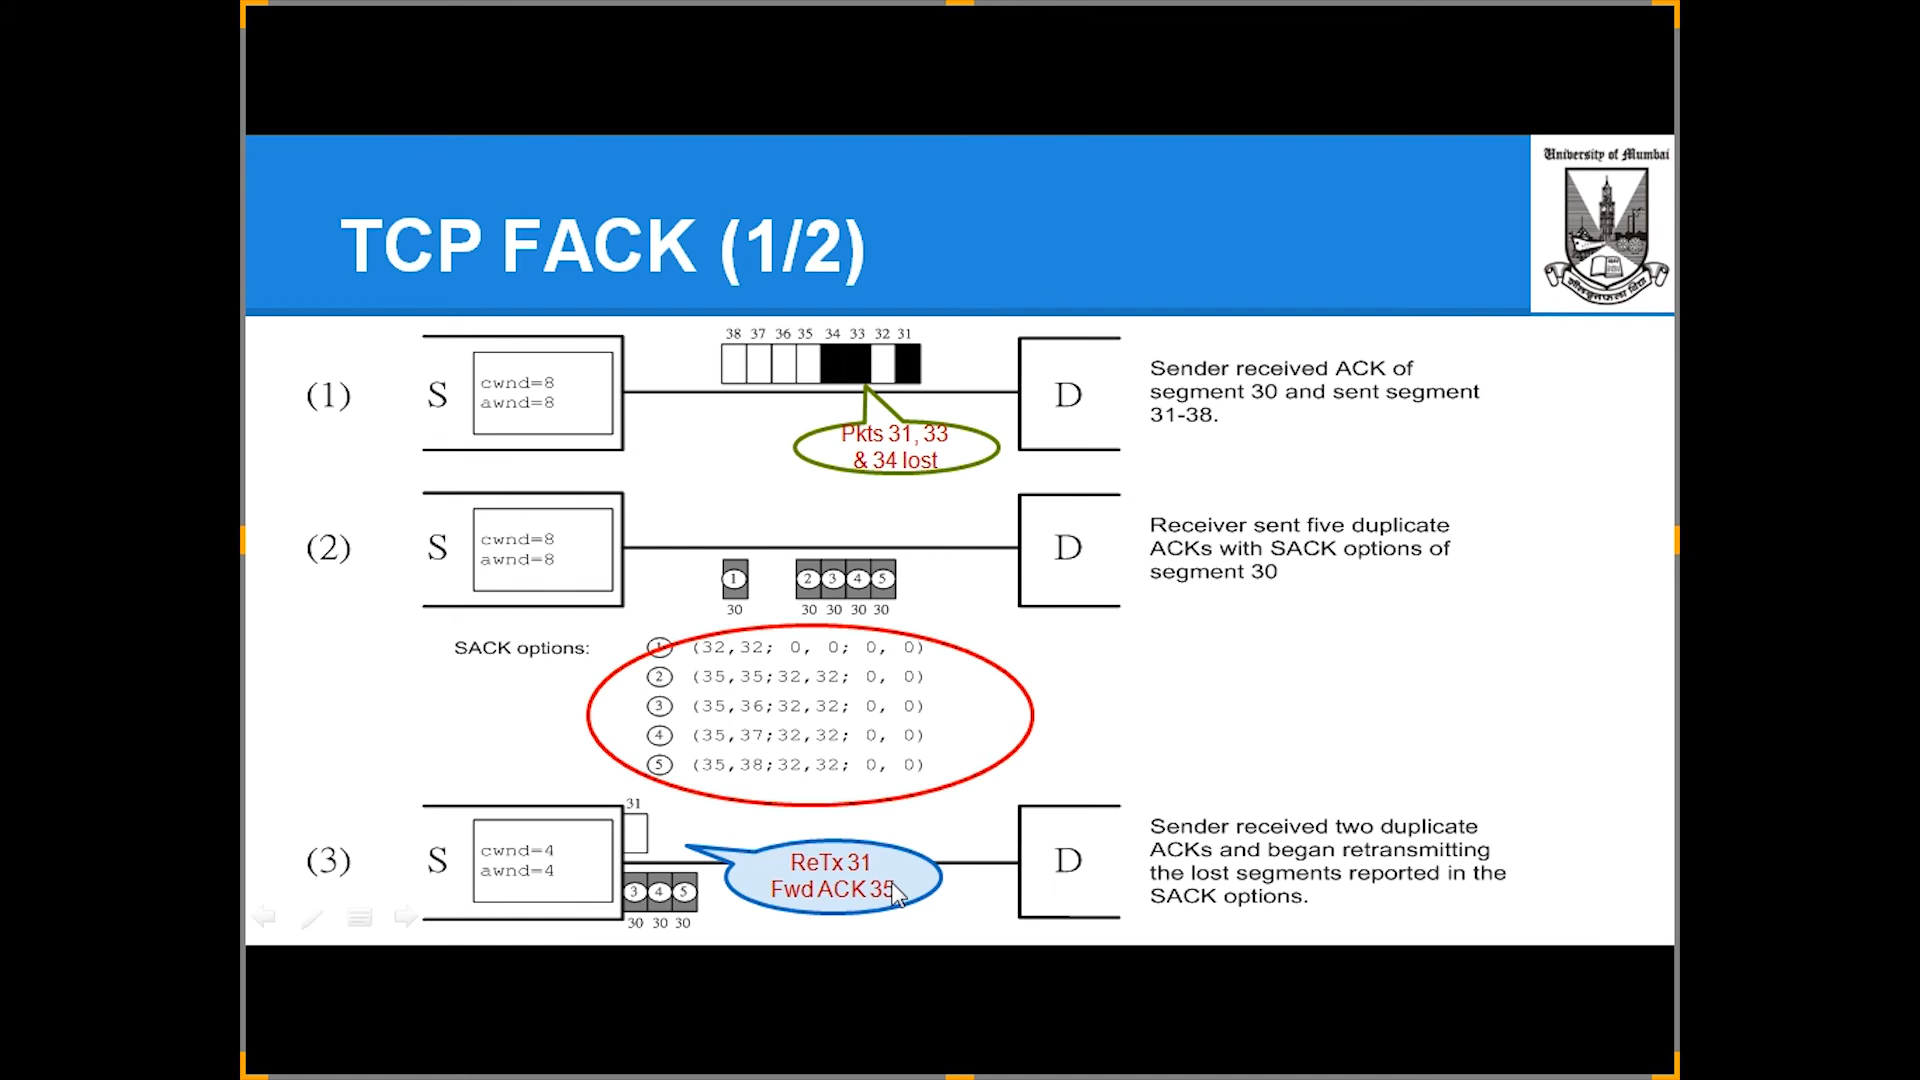 University of Mumbai
TCP FACK (1/2)
38 37 36 35 34 33 32 31
(1)
S
cwnd=8
awnd=8
D
Sender received ACK of
segment 30 and sent segment
31-38.
Pkts 31, 33
& 34 lost
(2)
S
cwnd=8
awnd=8
D
Receiver sent five duplicate
ACKs with SACK options of
segment 30
1 2 3 4 5
30 30 30 30 30
SACK options:
1 (32,32; 0, 0; 0, 0)
2 (35,35;32,32; 0, 0)
3 (35,36;32,32; 0, 0)
4 (35,37;32,32; 0, 0)
5 (35,38;32,32; 0, 0)
31
(3)
S
cwnd=4
awnd=4
ReTx 31
Fwd ACK 35
D
Sender received two duplicate
ACKs and began retransmitting
the lost segments reported in the
SACK options.
3 4 5
30 30 30